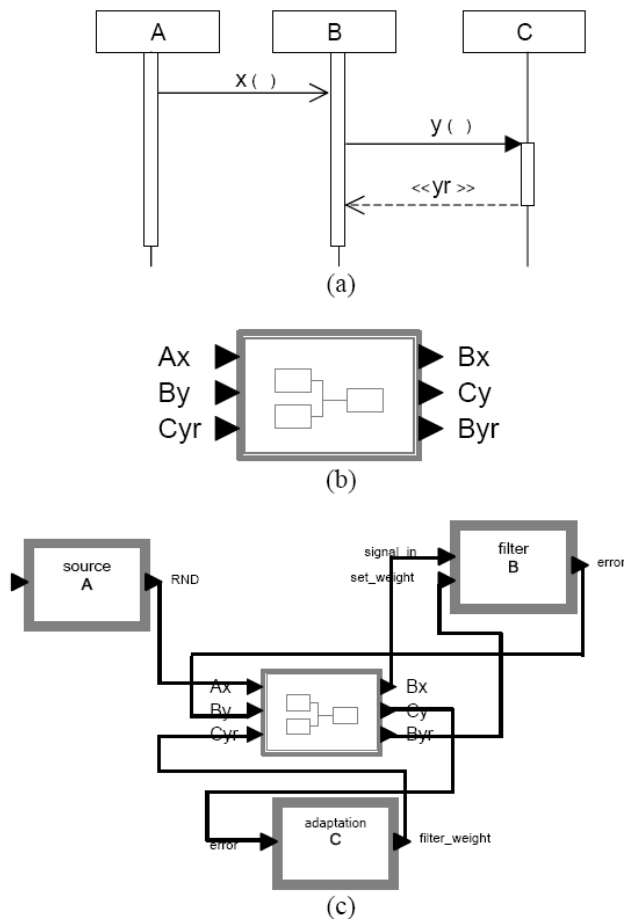 A B C
x ( )
y ( )
<<yr >>
(a)
Ax Bx
By Cy
Cyr Byr
(b)
signal_in filter
source
A RND set_weight B error
Ax Bx
By Cy
Cyr Byr
adaptation
error C filter_weight
(c)